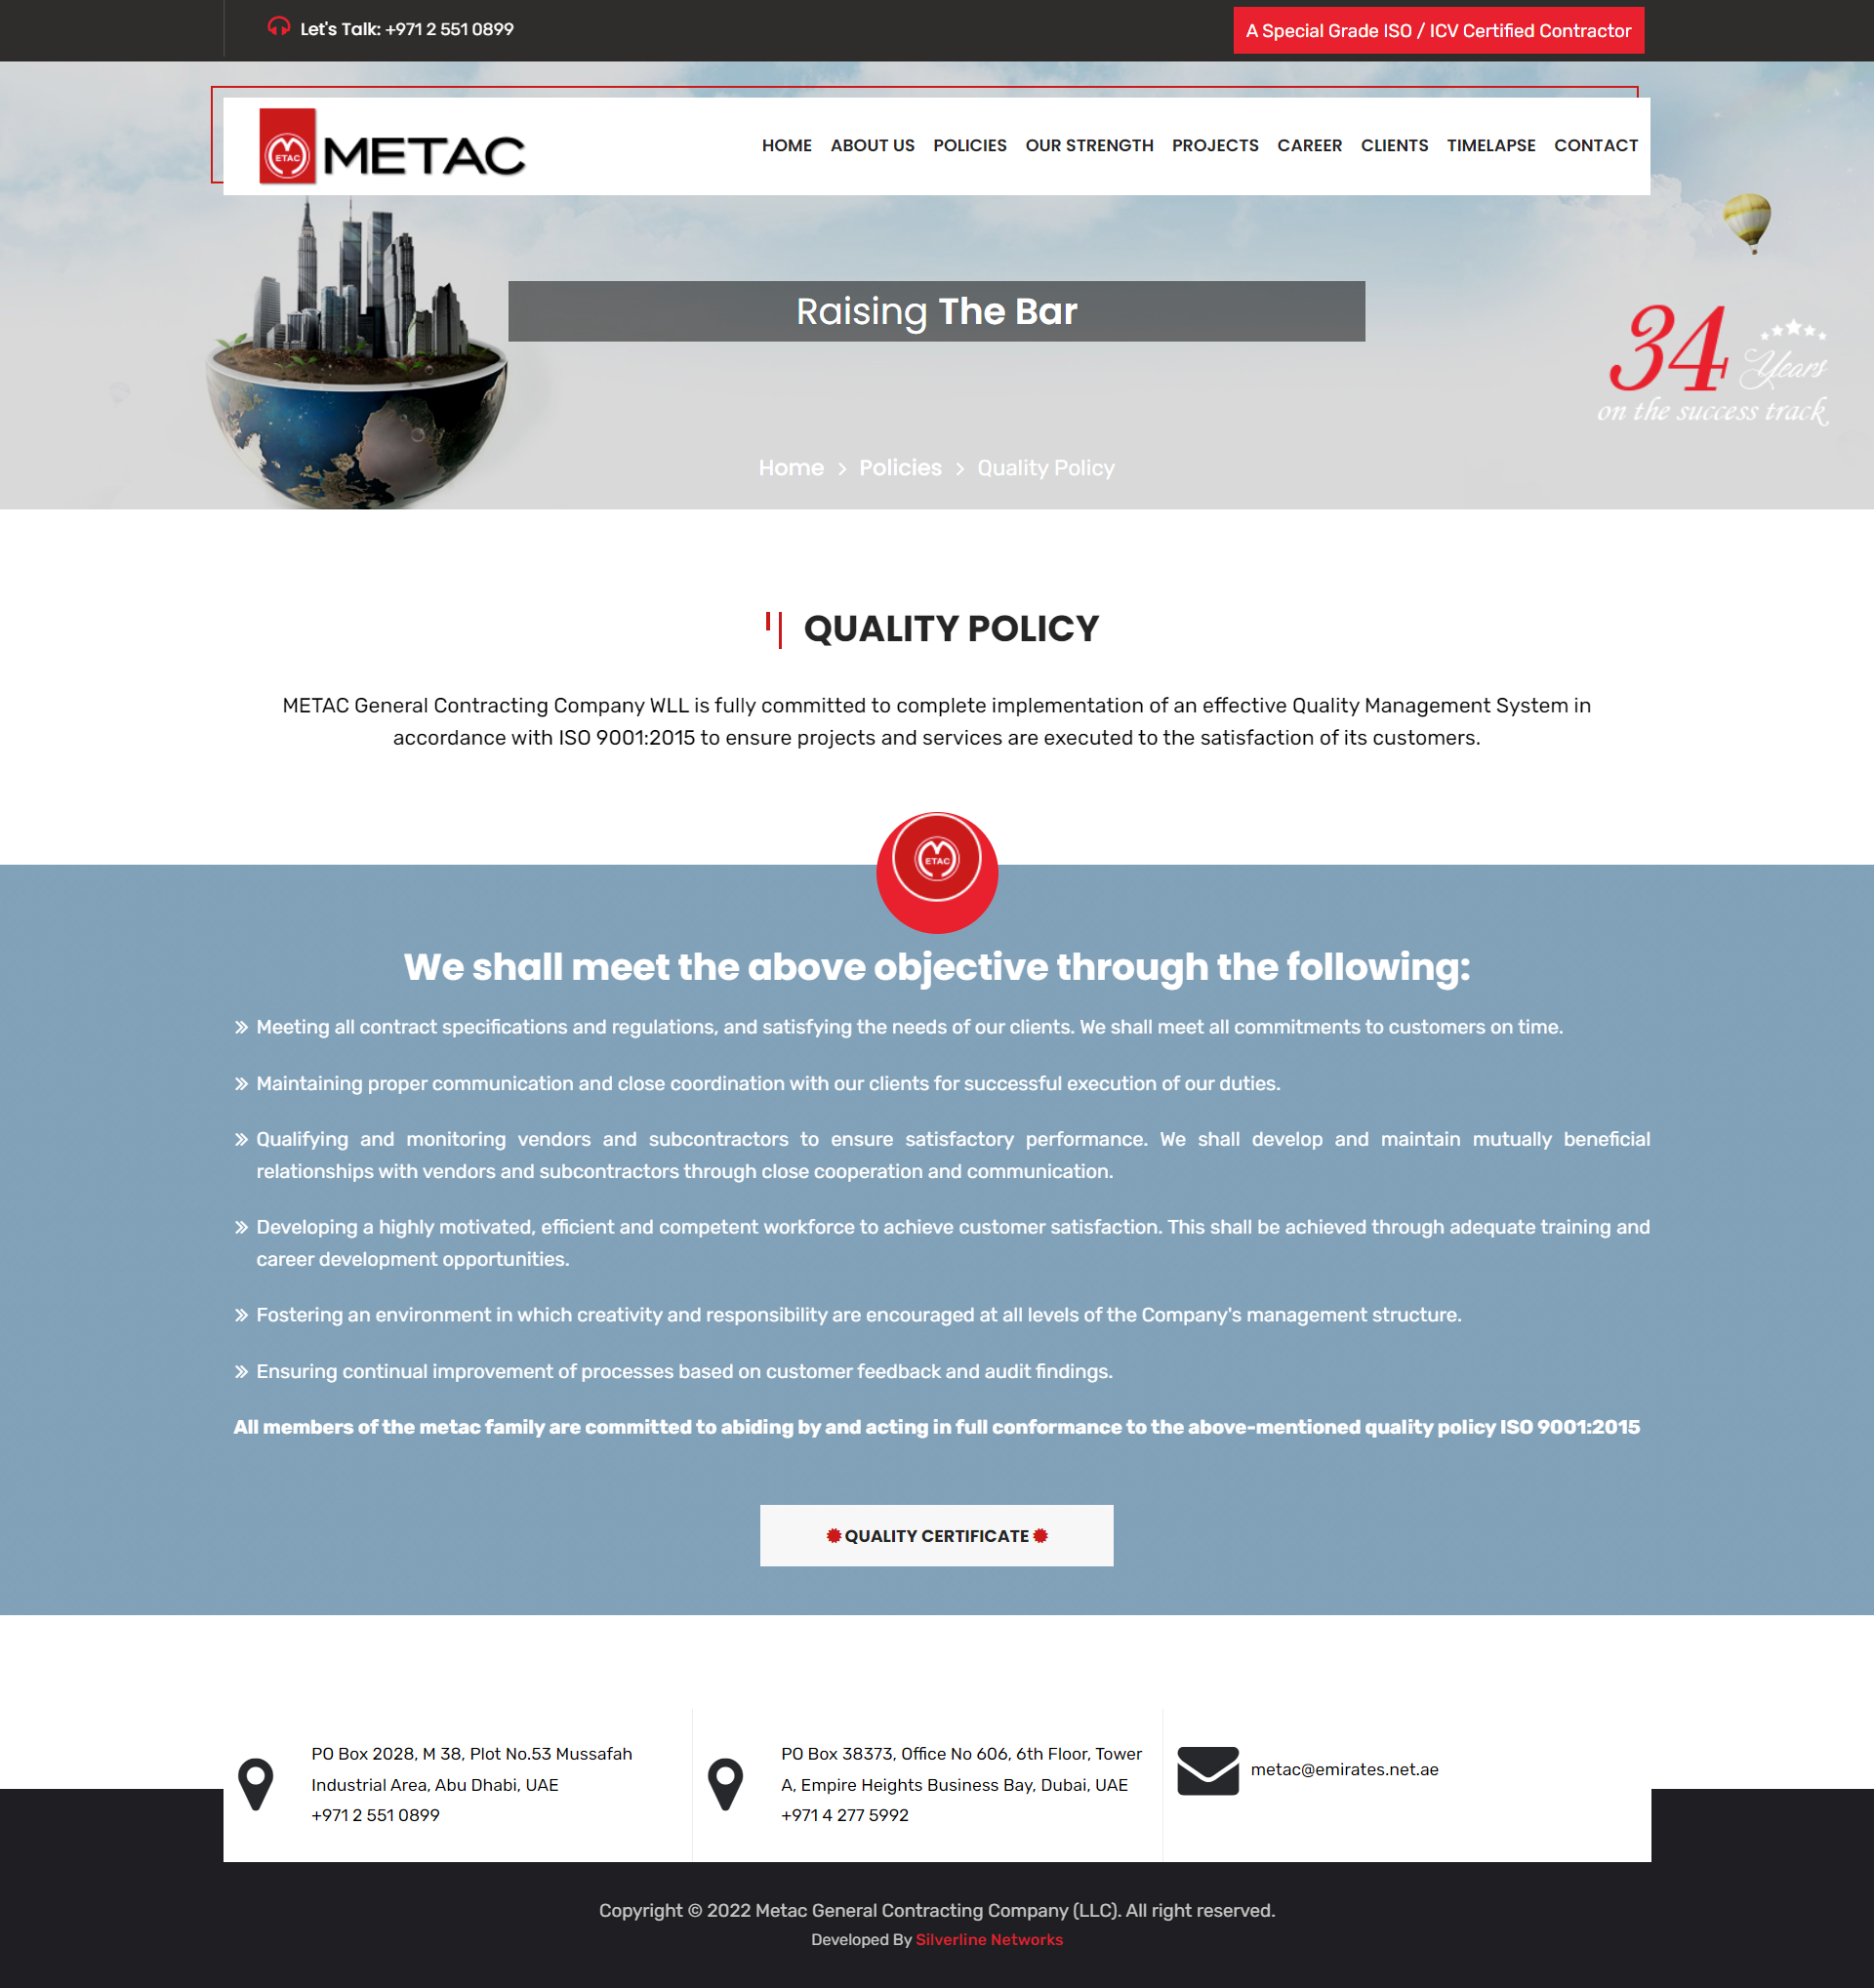 Let's Talk: +971 2 551 0899
A Special Grade ISO / ICV Certified Contractor
ETAC METAC
HOME ABOUT US POLICIES OUR STRENGTH PROJECTS CAREER CLIENTS TIMELAPSE CONTACT
Raising The Bar
34 Years
on the success track
Home > Policies > Quality Policy
QUALITY POLICY
METAC General Contracting Company WLL is fully committed to complete implementation of an effective Quality Management System in
accordance with ISO 9001:2015 to ensure projects and services are executed to the satisfaction of its customers.
ETAC
We shall meet the above objective through the following:
» Meeting all contract specifications and regulations, and satisfying the needs of our clients. We shall meet all commitments to customers on time.
» Maintaining proper communication and close coordination with our clients for successful execution of our duties.
» Qualifying and monitoring vendors and subcontractors to ensure satisfactory performance. We shall develop and maintain mutually beneficial
relationships with vendors and subcontractors through close cooperation and communication.
» Developing a highly motivated, efficient and competent workforce to achieve customer satisfaction. This shall be achieved through adequate training and
career development opportunities.
» Fostering an environment in which creativity and responsibility are encouraged at all levels of the Company's management structure.
» Ensuring continual improvement of processes based on customer feedback and audit findings.
All members of the metac family are committed to abiding by and acting in full conformance to the above-mentioned quality policy ISO 9001:2015
QUALITY CERTIFICATE
PO Box 2028, M 38, Plot No.53 Mussafah
Industrial Area, Abu Dhabi, UAE
+971 2 551 0899
PO Box 38373, Office No 606, 6th Floor, Tower
A, Empire Heights Business Bay, Dubai, UAE
+971 4 277 5992
metac@emirates.net.ae
Copyright © 2022 Metac General Contracting Company (LLC). All right reserved.
Developed By Silverline Networks